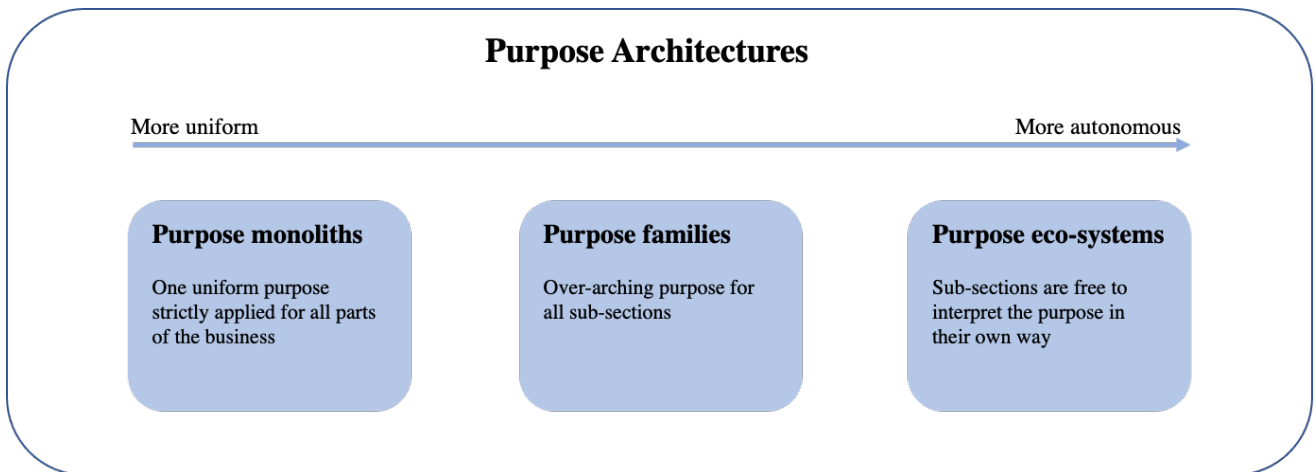 Purpose Architectures
More uniform
More autonomous
Purpose monoliths
One uniform purpose
strictly applied for all parts
of the business
Purpose families
Over-arching purpose for
all sub-sections
Purpose eco-systems
Sub-sections are free to
interpret the purpose in
their own way